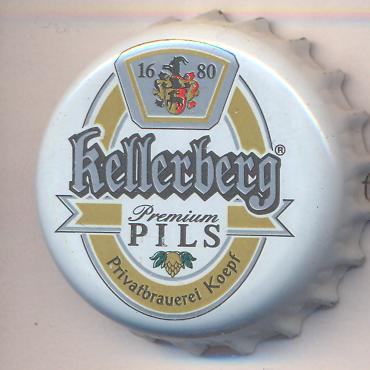 16 80
Kellerberg®
Premium
PILS
Privatbrauerei Koepf